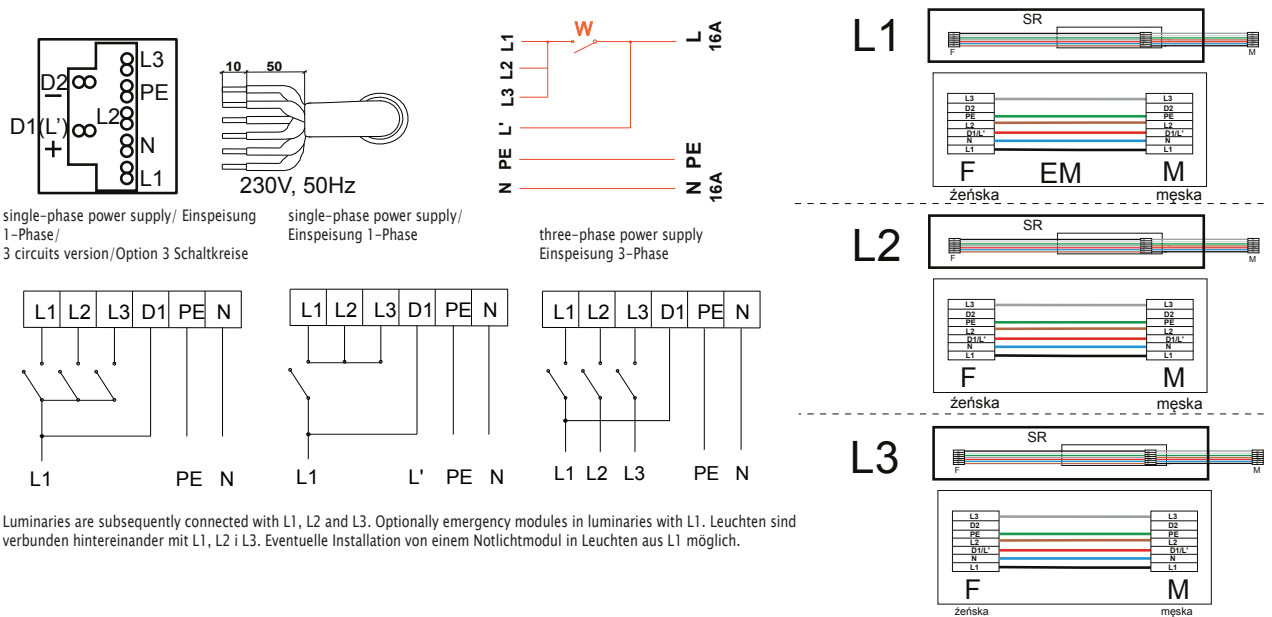 L3
D2
PE
L2
D1(L')
+
N
L1
10 50
230V, 50Hz
W
L1
L2
L3
L'
PE
N
L
16A
PE
N
16A
single-phase power supply/ Einspeisung
1-Phase/
3 circuits version/Option 3 Schaltkreise
single-phase power supply/
Einspeisung 1-Phase
three-phase power supply
Einspeisung 3-Phase
L1 L2 L3 D1 PE N
L1 PE N
L1 L2 L3 D1 PE N
L1 L' PE N
L1 L2 L3 D1 PE N
L1 L2 L3 PE N
Luminaries are subsequently connected with L1, L2 and L3. Optionally emergency modules in luminaries with L1. Leuchten sind
verbunden hintereinander mit L1, L2 i L3. Eventuelle Installation von einem Notlichtmodul in Leuchten aus L1 möglich.
L1
SR
F M
L3 L3
D2 D2
PE PE
L2 L2
D1/L' D1/L'
N N
L1 L1
F EM M
żeńska męska
L2
SR
F M
L3 L3
D2 D2
PE PE
L2 L2
D1/L' D1/L'
N N
L1 L1
F M
żeńska męska
L3
SR
F M
L3 L3
D2 D2
PE PE
L2 L2
D1/L' D1/L'
N N
L1 L1
F M
żeńska męska